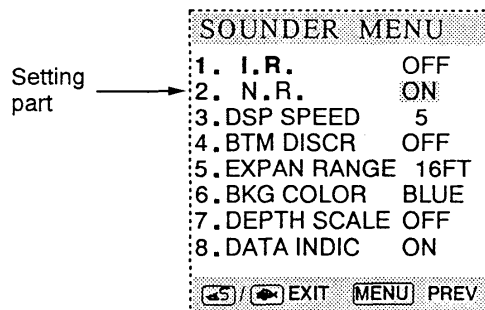 SOUNDER MENU
Setting
part
1. I.R. OFF
2. N.R. ON
3.DSP SPEED 5
4.BTM DISCR OFF
5.EXPAN RANGE 16FT
6.BKG COLOR BLUE
7.DEPTH SCALE OFF
8.DATA INDIC ON
/ EXIT MENU PREV